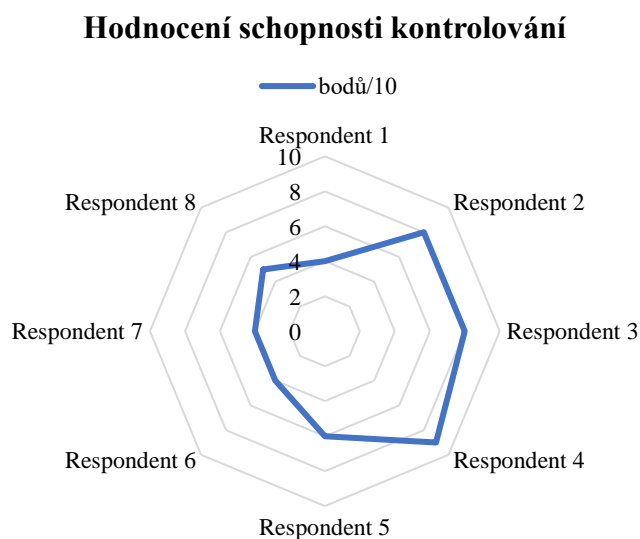 Hodnocení schopnosti kontrolování
bodů/10
Respondent 1
10
Respondent 8
Respondent 2
8
6
4
2
Respondent 7
0
Respondent 3
Respondent 6
Respondent 4
Respondent 5